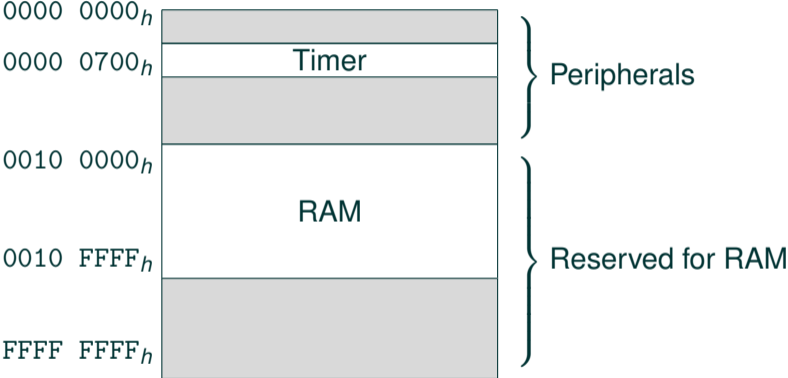 0000 0000h
0000 0700h Timer
Peripherals
0010 0000h
RAM
0010 FFFFh Reserved for RAM
FFFF FFFFh